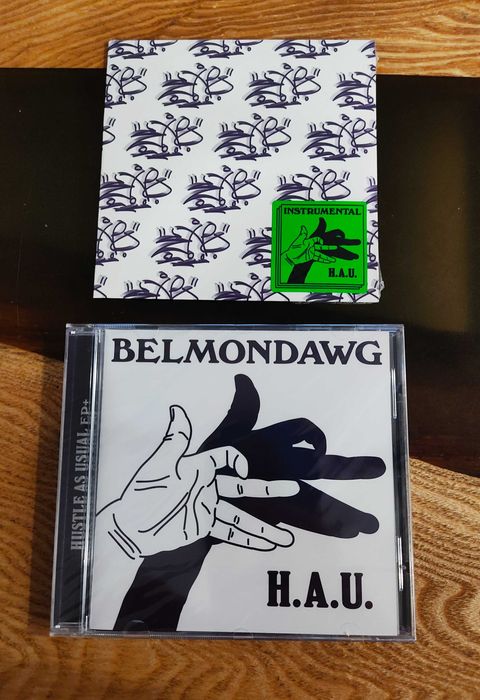 INSTRUMENTAL
H.A.U.
BELMONDAWG
HUSTLE AS USUAL EP+
H.A.U.